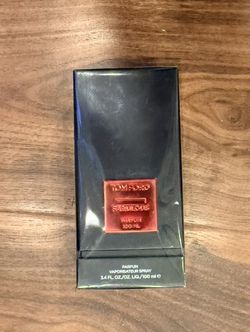 TOM FORD
FABULOUS
PARFUM
100 ML
PARFUM
VAPORISATEUR SPRAY
3.4 FL. OZ./OZ. LIQ./100 ml ℮